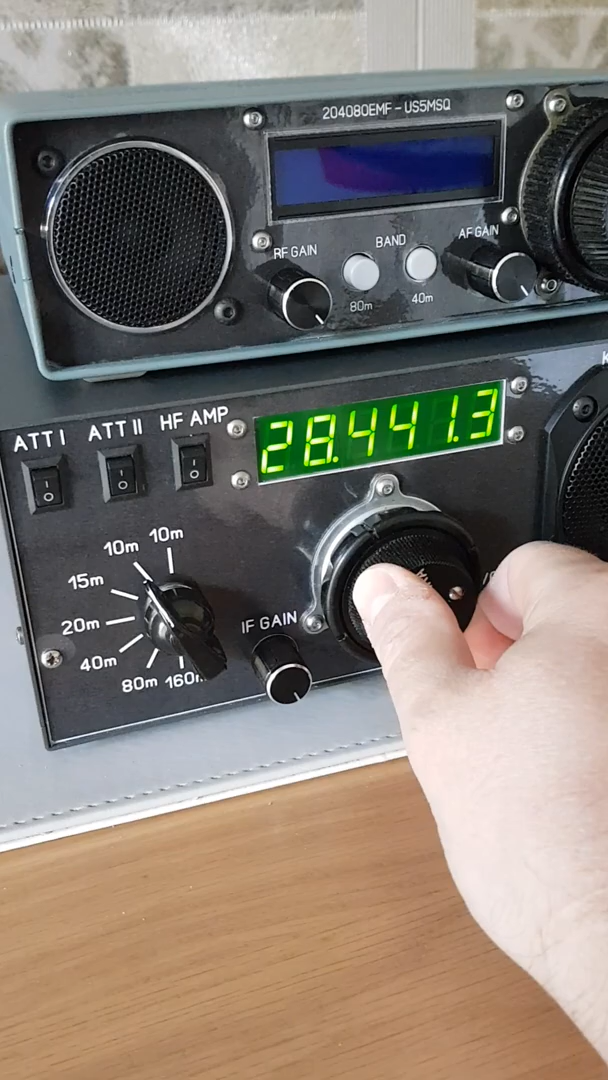 204080EMF - US5MSQ
RF GAIN
BAND
AF GAIN
80m
40m
ATT I
ATT II
HF AMP
28.441.3
10m
10m
15m
20m
40m
80m
160m
IF GAIN